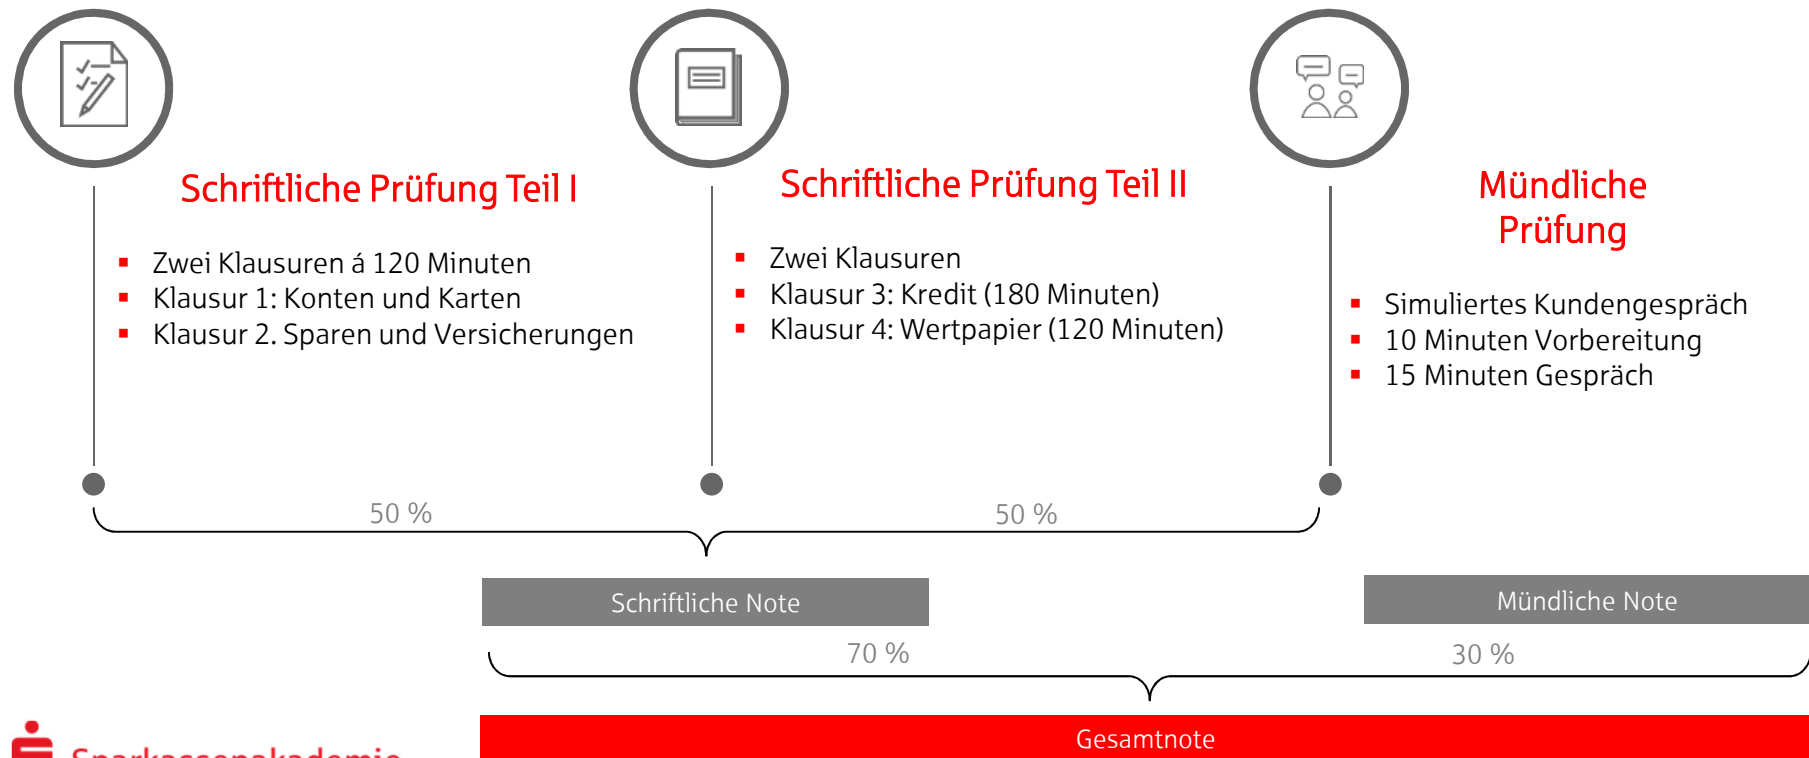 Schriftliche Prüfung Teil I
Zwei Klausuren á 120 Minuten
Klausur 1: Konten und Karten
Klausur 2. Sparen und Versicherungen
Schriftliche Prüfung Teil II
Zwei Klausuren
Klausur 3: Kredit (180 Minuten)
Klausur 4: Wertpapier (120 Minuten)
Mündliche
Prüfung
Simuliertes Kundengespräch
10 Minuten Vorbereitung
15 Minuten Gespräch
50 %
50 %
Schriftliche Note
Mündliche Note
70 %
30 %
Gesamtnote
Sparkassenakademie